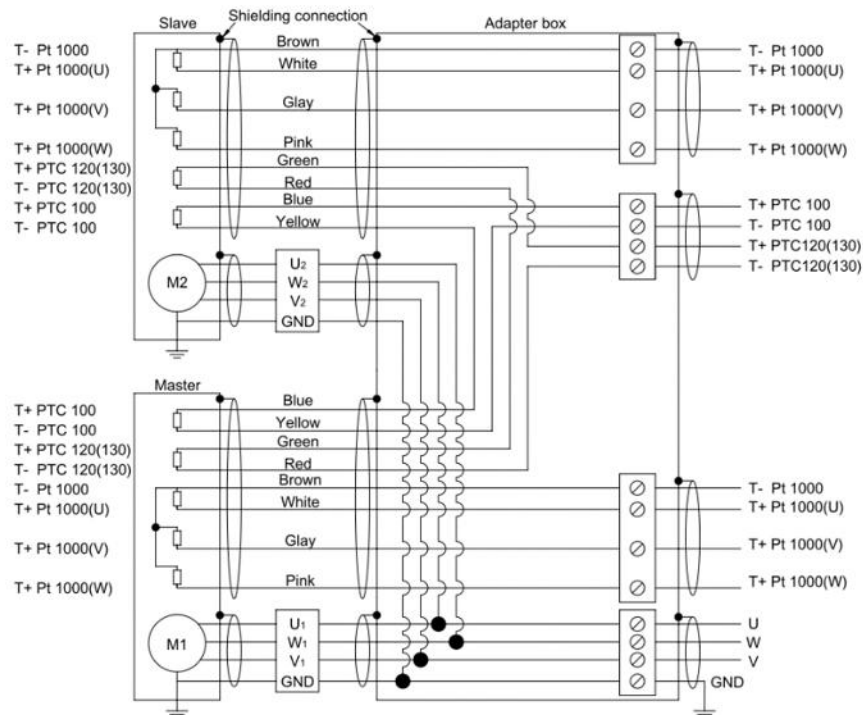 Slave
Shielding connection
Adapter box
T- Pt 1000
T+ Pt 1000(U)
T+ Pt 1000(V)
T+ Pt 1000(W)
T+ PTC 120(130)
T- PTC 120(130)
T+ PTC 100
T- PTC 100
Brown
White
Glay
Pink
Green
Red
Blue
Yellow
T- Pt 1000
T+ Pt 1000(U)
T+ Pt 1000(V)
T+ Pt 1000(W)
T+ PTC 100
T- PTC 100
T+ PTC120(130)
T- PTC120(130)
M2
U2
W2
V2
GND
Master
T+ PTC 100
T- PTC 100
T+ PTC 120(130)
T- PTC 120(130)
T- Pt 1000
T+ Pt 1000(U)
T+ Pt 1000(V)
T+ Pt 1000(W)
Blue
Yellow
Green
Red
Brown
White
Glay
Pink
T- Pt 1000
T+ Pt 1000(U)
T+ Pt 1000(V)
T+ Pt 1000(W)
M1
U1
W1
V1
GND
U
W
V
GND